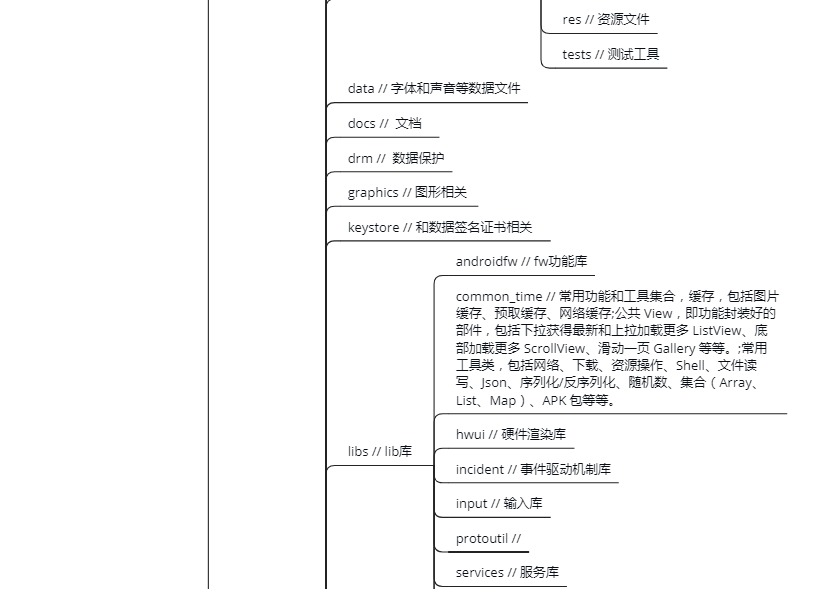 res // 资源文件
tests // 测试工具
data // 字体和声音等数据文件
docs //  文档
drm //  数据保护
graphics // 图形相关
keystore // 和数据签名证书相关
libs // lib库
androidfw // fw功能库
common_time // 常用功能和工具集合，缓存，包括图片
缓存、预取缓存、网络缓存;公共 View，即功能封装好的
部件，包括下拉获得最新和上拉加载更多 ListView、底
部加载更多 ScrollView、滑动一页 Gallery 等等。;常用
工具类，包括网络、下载、资源操作、Shell、文件读
写、Json、序列化/反序列化、随机数、集合（Array、
List、Map）、APK 包等等。
hwui // 硬件渲染库
incident // 事件驱动机制库
input // 输入库
protoutil //
services // 服务库